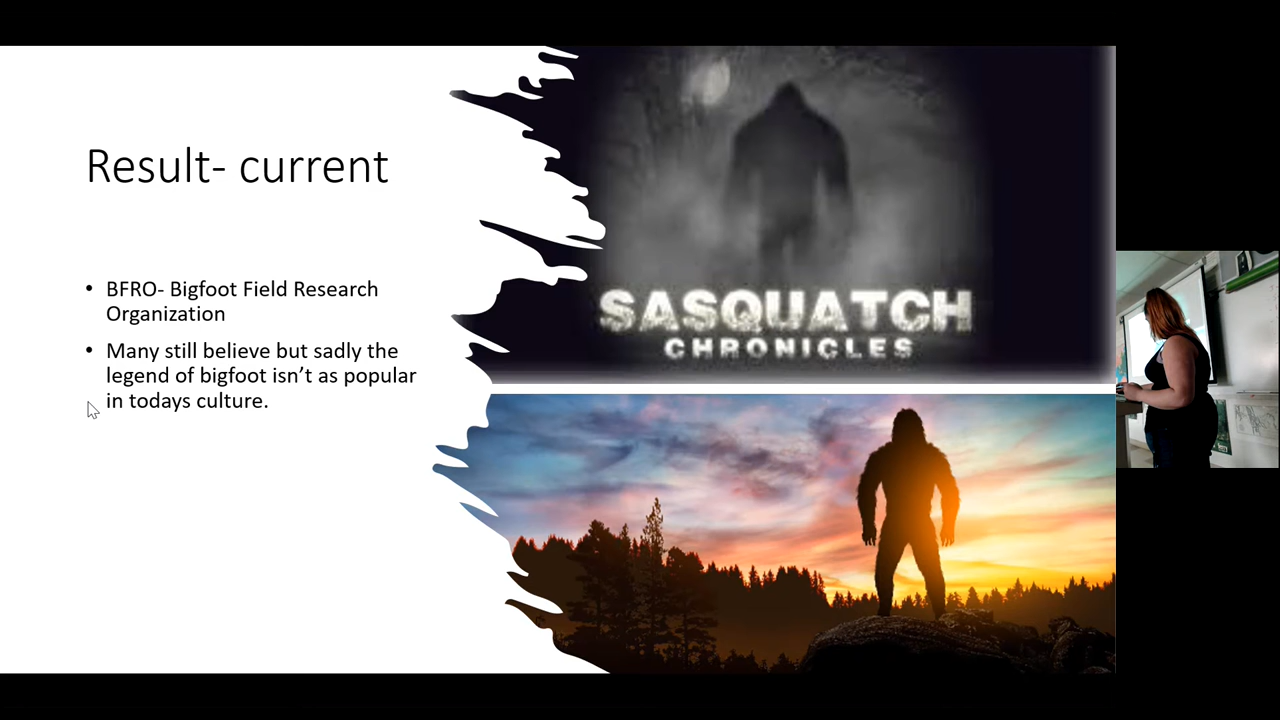 Result- current
• BFRO- Bigfoot Field Research
Organization
• Many still believe but sadly the
legend of bigfoot isn’t as popular
in todays culture.
SASQUATCH
CHRONICLES